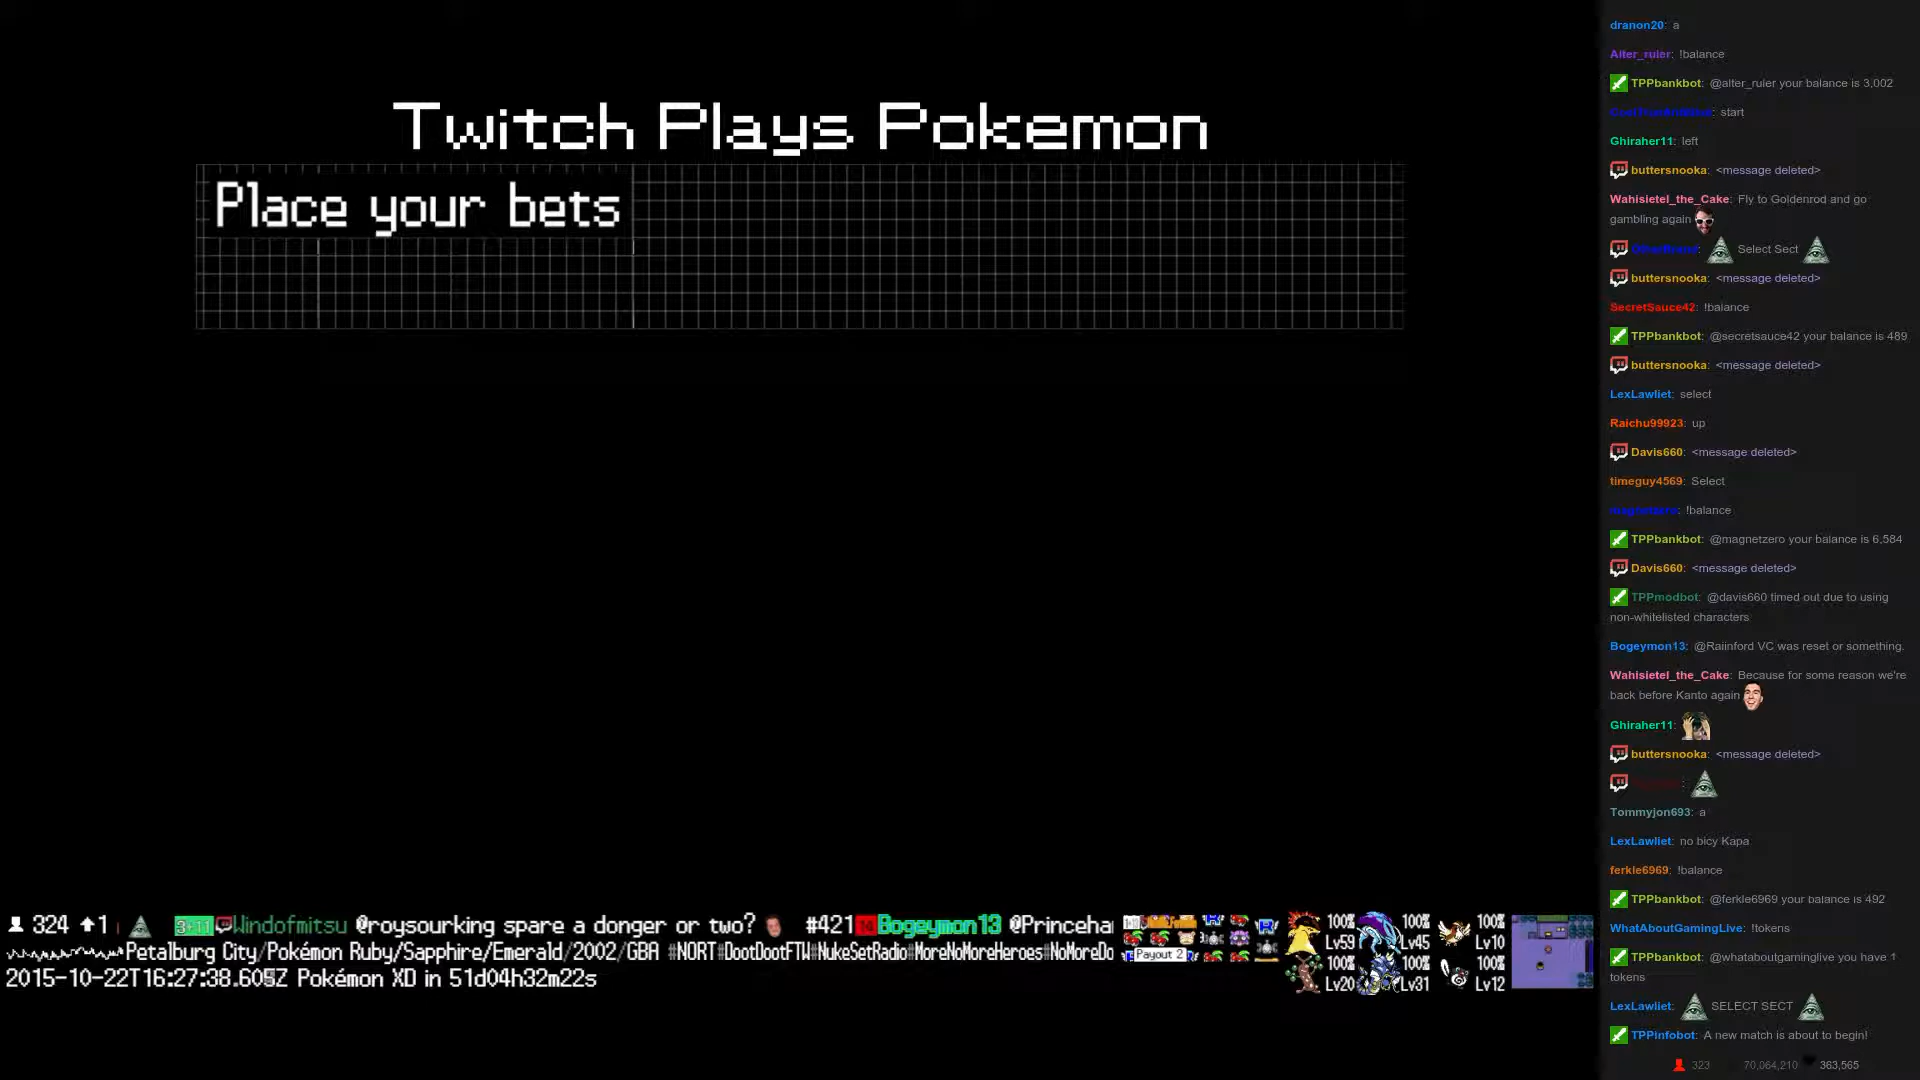 Twitch Plays Pokemon
Place your bets
324 1
3+11 Windofmitsu @roysourking spare a donger or two? #421 Bogeymon13 @Princeha
Petalburg City/Pokémon Ruby/Sapphire/Emerald/2002/GBA #NORT#DootDootFTW#NukeSetRadio#MoreNoMoreHeroes#NoMoreDo
2015-10-22T16:27:38.605Z Pokémon XD in 51d04h32m22s
Payout 2
100% 100% 100%
Lv59 Lv45 Lv10
100% 100% 100%
Lv20 Lv31 Lv12
dranon20: a
Alter_ruler: !balance
TPPbankbot: @alter_ruler your balance is 3,002
: start
Ghiraher11: left
buttersnooka: <message deleted>
Wahisietel_the_Cake: Fly to Goldenrod and go
gambling again
Select Sect
buttersnooka: <message deleted>
SecretSauce42: !balance
TPPbankbot: @secretsauce42 your balance is 489
buttersnooka: <message deleted>
LexLawliet: select
Raichu99923: up
Davis660: <message deleted>
timeguy4569: Select
magnetzero: !balance
TPPbankbot: @magnetzero your balance is 6,584
Davis660: <message deleted>
TPPmodbot: @davis660 timed out due to using
non-whitelisted characters
Bogeymon13: @Raiinford VC was reset or something.
Wahisietel_the_Cake: Because for some reason we're
back before Kanto again
Ghiraher11:
buttersnooka: <message deleted>
Tommyjon693: a
LexLawliet: no bicy Kapa
ferkle6969: !balance
TPPbankbot: @ferkle6969 your balance is 492
WhatAboutGamingLive: !tokens
TPPbankbot: @whataboutgaminglive you have 1
tokens
LexLawliet: SELECT SECT
TPPinfobot: A new match is about to begin!
323 70,064,210 363,565